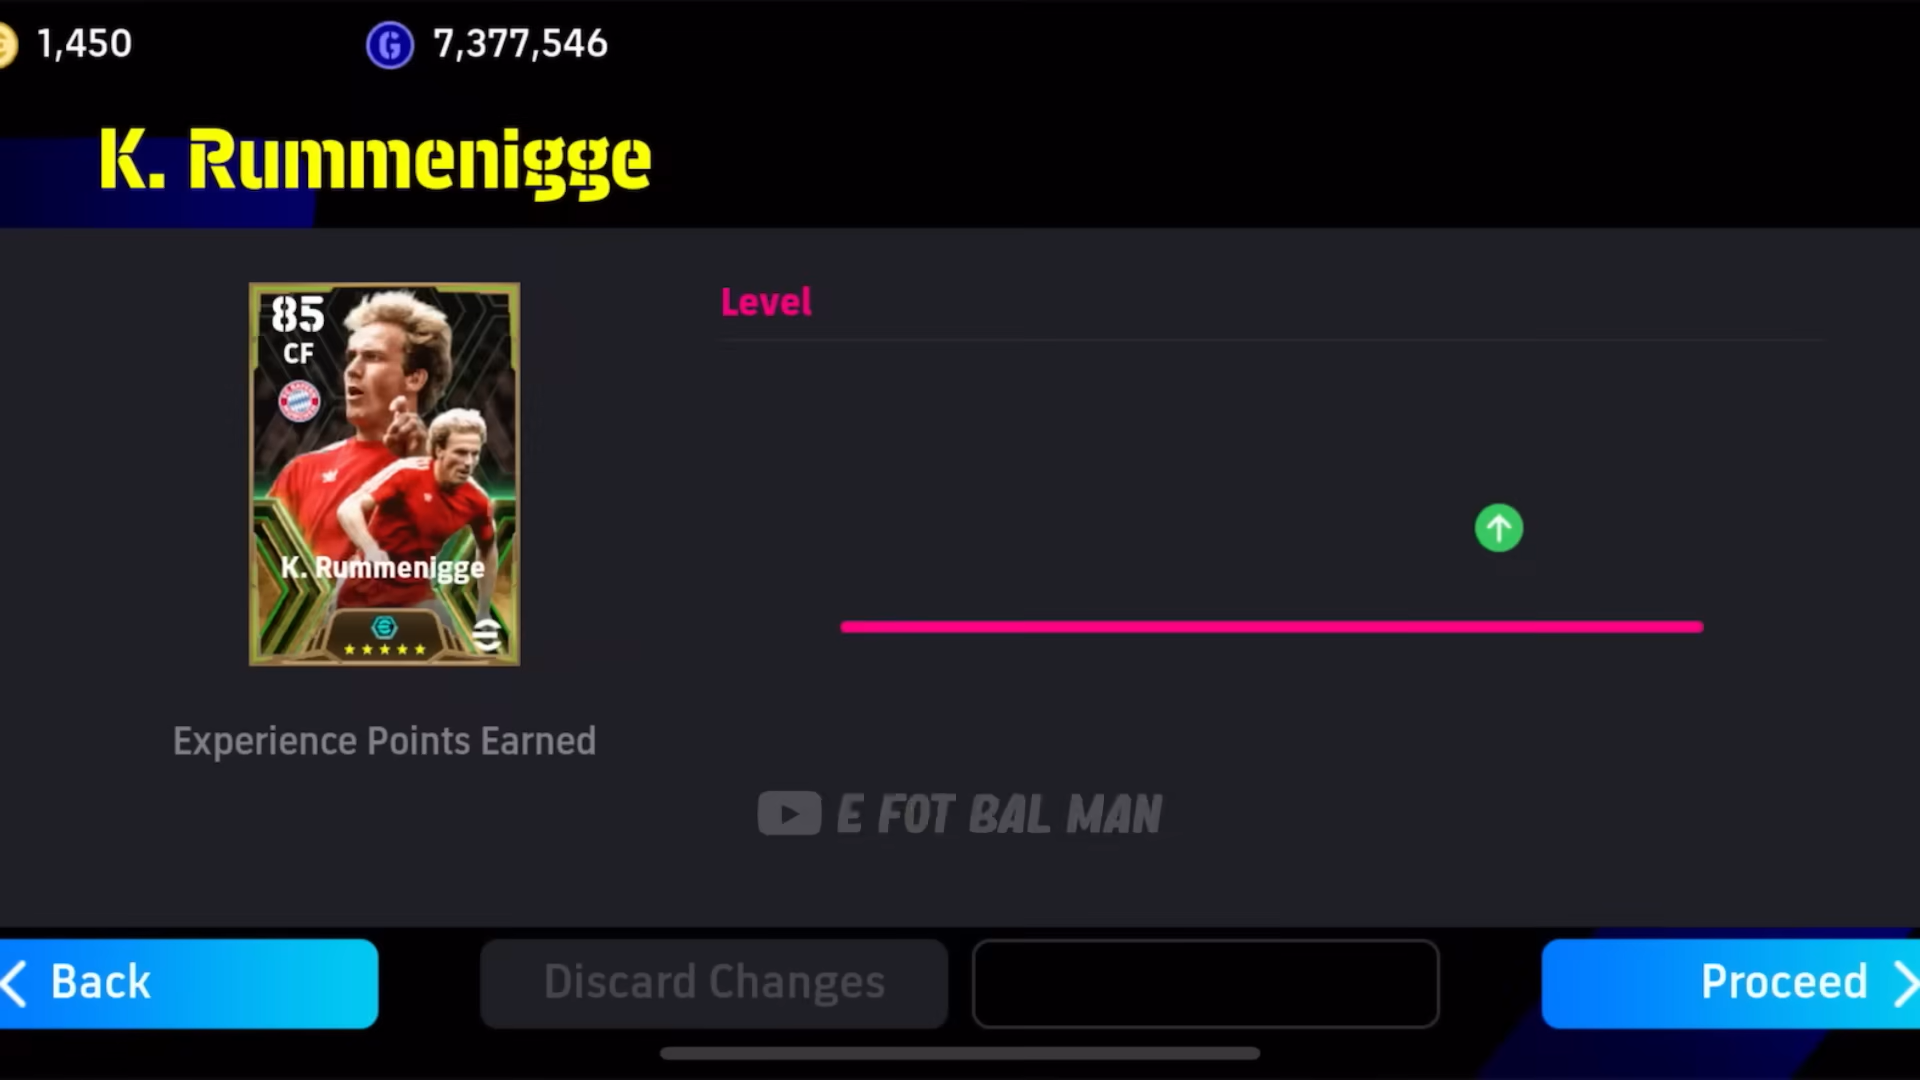 1,450
G 7,377,546
K. Rummenigge
85
CF
K. Rummenigge
Level
Experience Points Earned
E FOT BAL MAN
Back
Discard Changes
Proceed